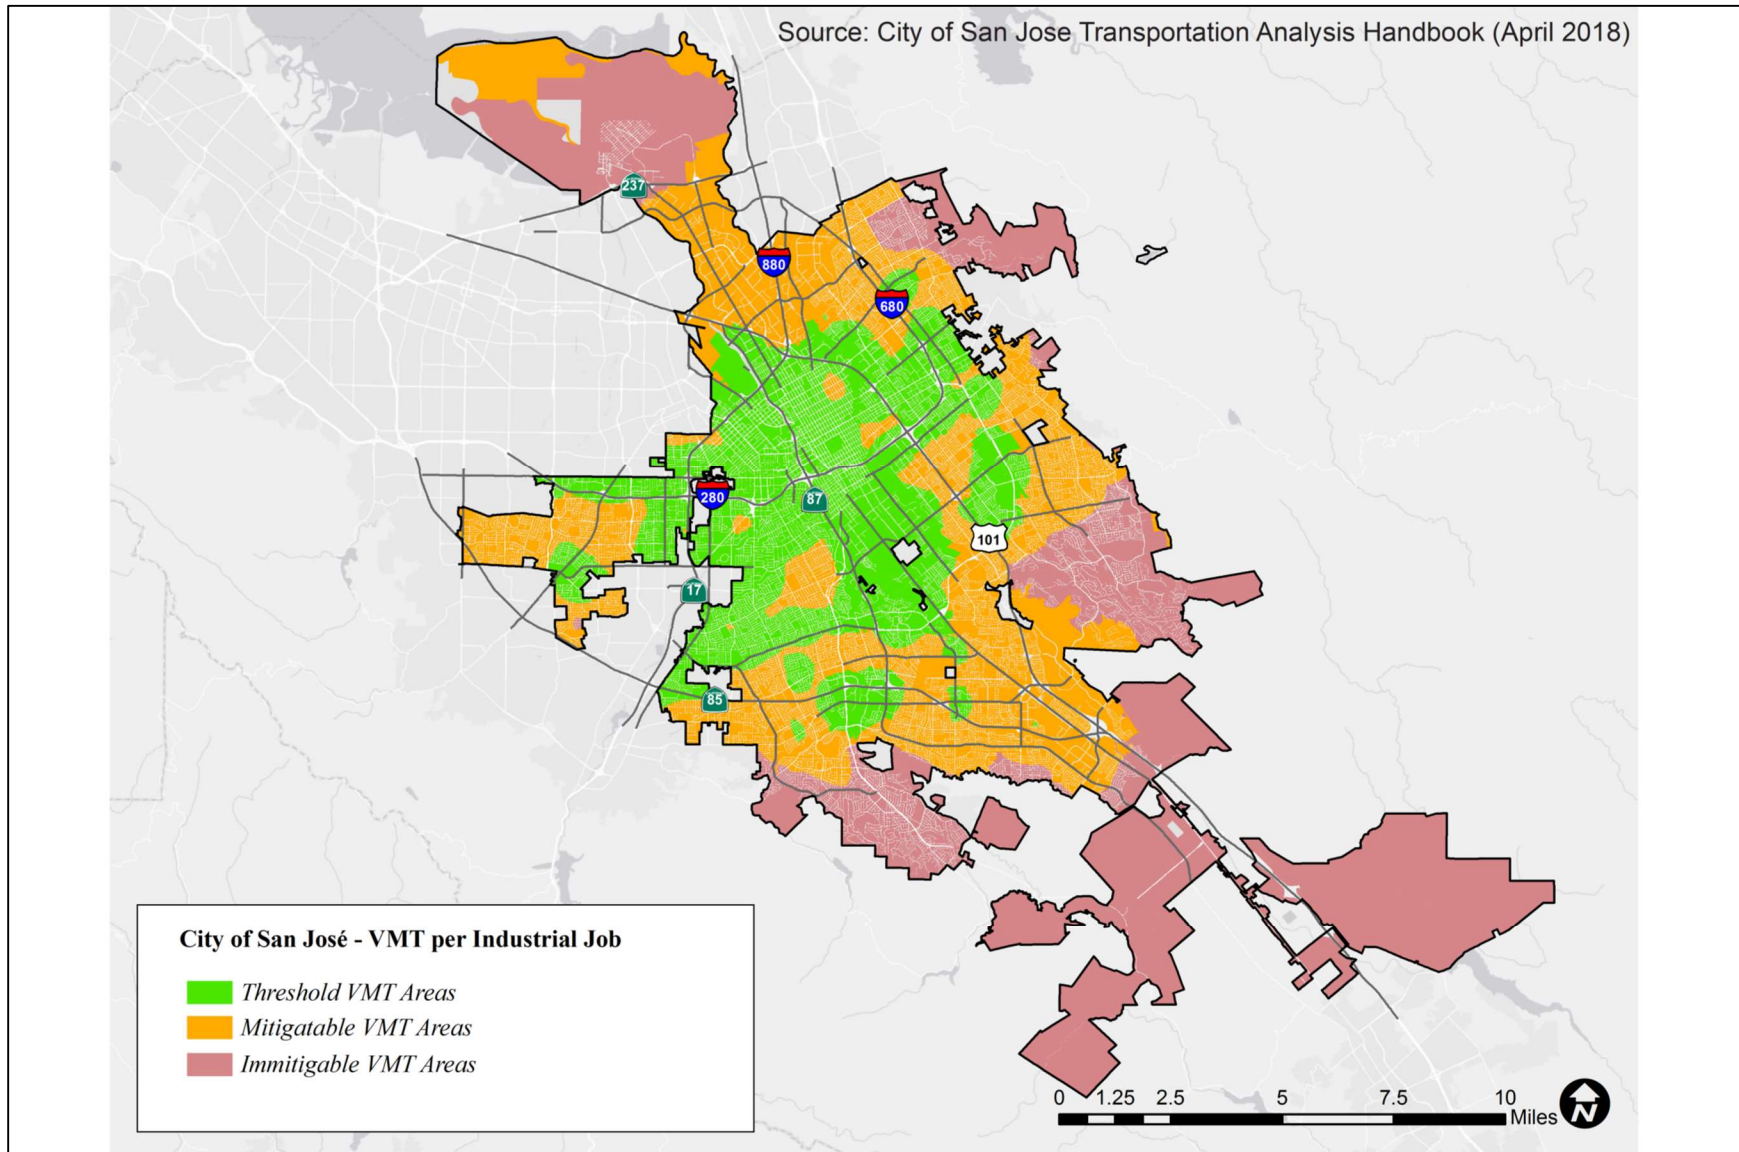 Source: City of San Jose Transportation Analysis Handbook (April 2018)
237
880
680
280
87
101
17
85
City of San José - VMT per Industrial Job
Threshold VMT Areas
Mitigatable VMT Areas
Immitigable VMT Areas
0 1.25 2.5 5 7.5 10
Miles
N